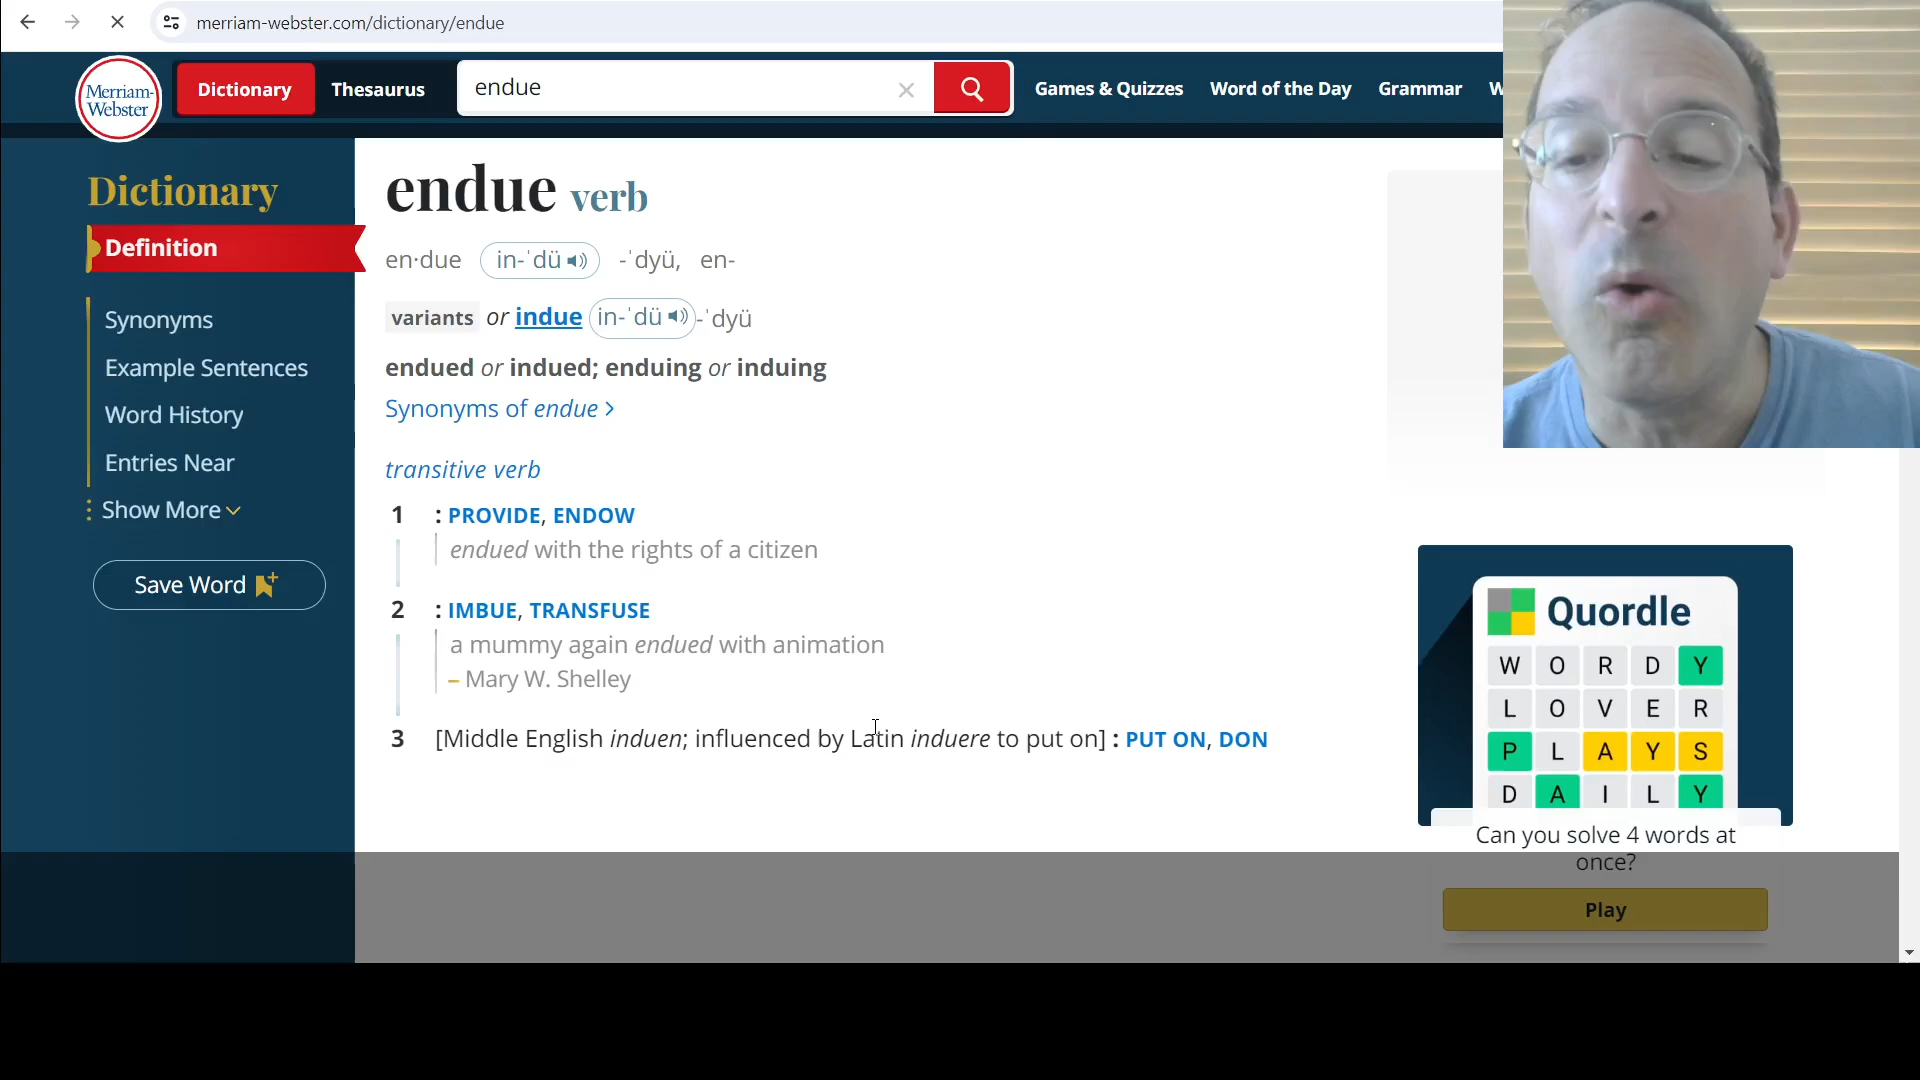 merriam-webster.com/dictionary/endue
Merriam-
Webster
Dictionary
Thesaurus
endue
Games & Quizzes
Word of the Day
Grammar
W
Dictionary
Definition
Synonyms
Example Sentences
Word History
Entries Near
Show More
Save Word
endue verb
en·due in-ˈdü -ˈdyü, en-
variants or indue in-ˈdü -ˈdyü
endued or indued; enduing or induing
Synonyms of endue >
transitive verb
1 : PROVIDE, ENDOW
endued with the rights of a citizen
2 : IMBUE, TRANSFUSE
a mummy again endued with animation
– Mary W. Shelley
3 [Middle English induen; influenced by Latin induere to put on] : PUT ON, DON
Quordle
W O R D Y
L O V E R
P L A Y S
D A I L Y
Can you solve 4 words at
once?
Play